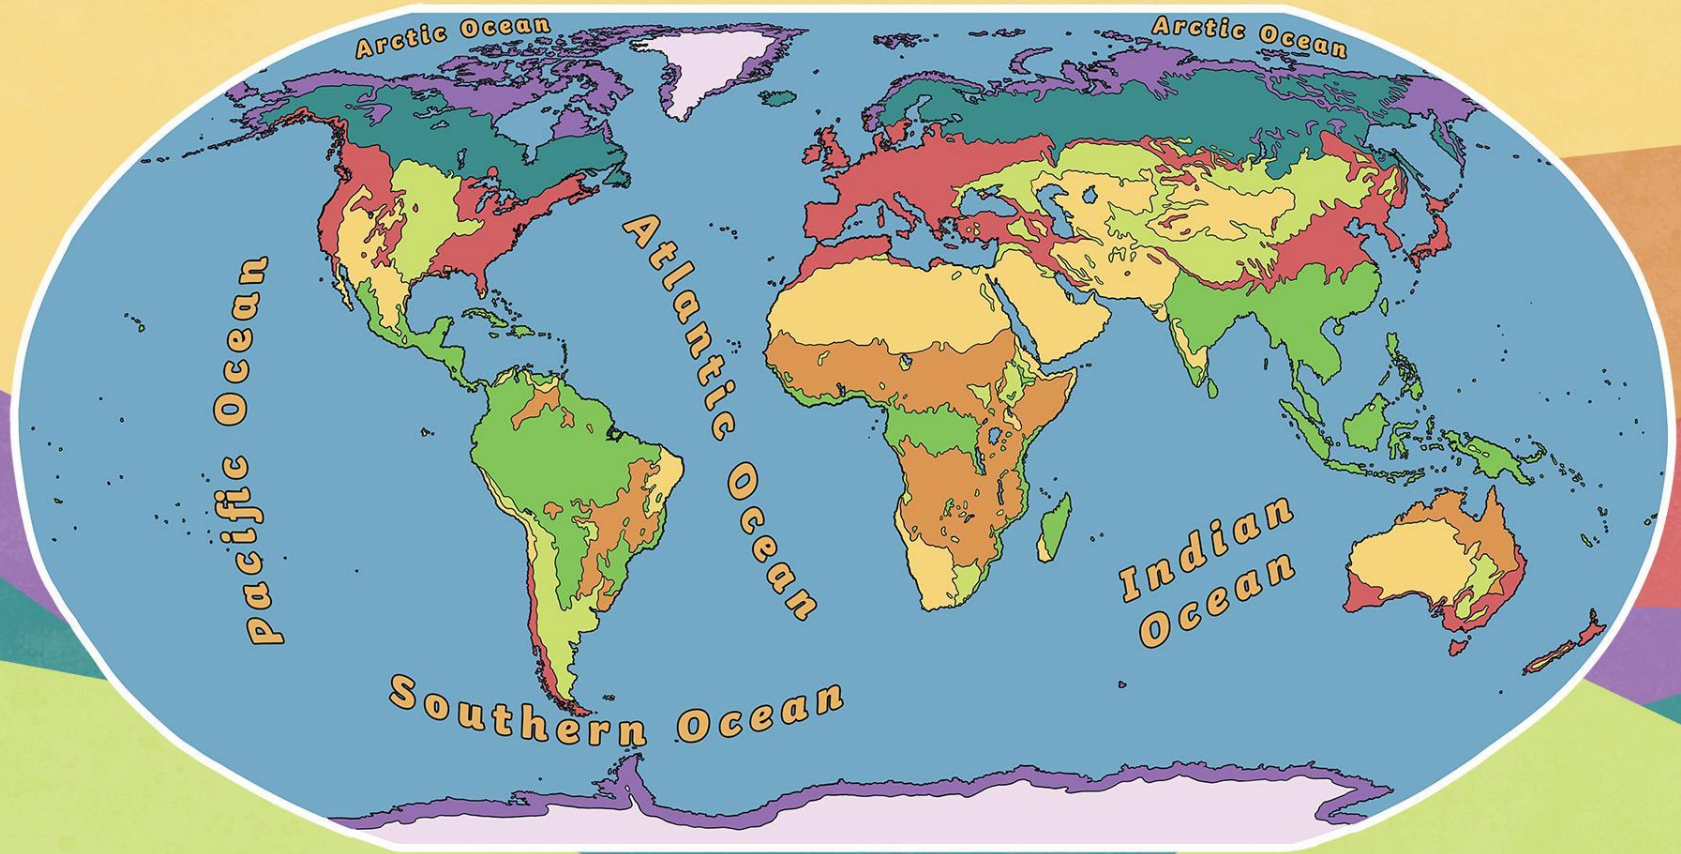 Arctic Ocean
Arctic Ocean
Pacific Ocean
Atlantic Ocean
Indian
Ocean
Southern Ocean